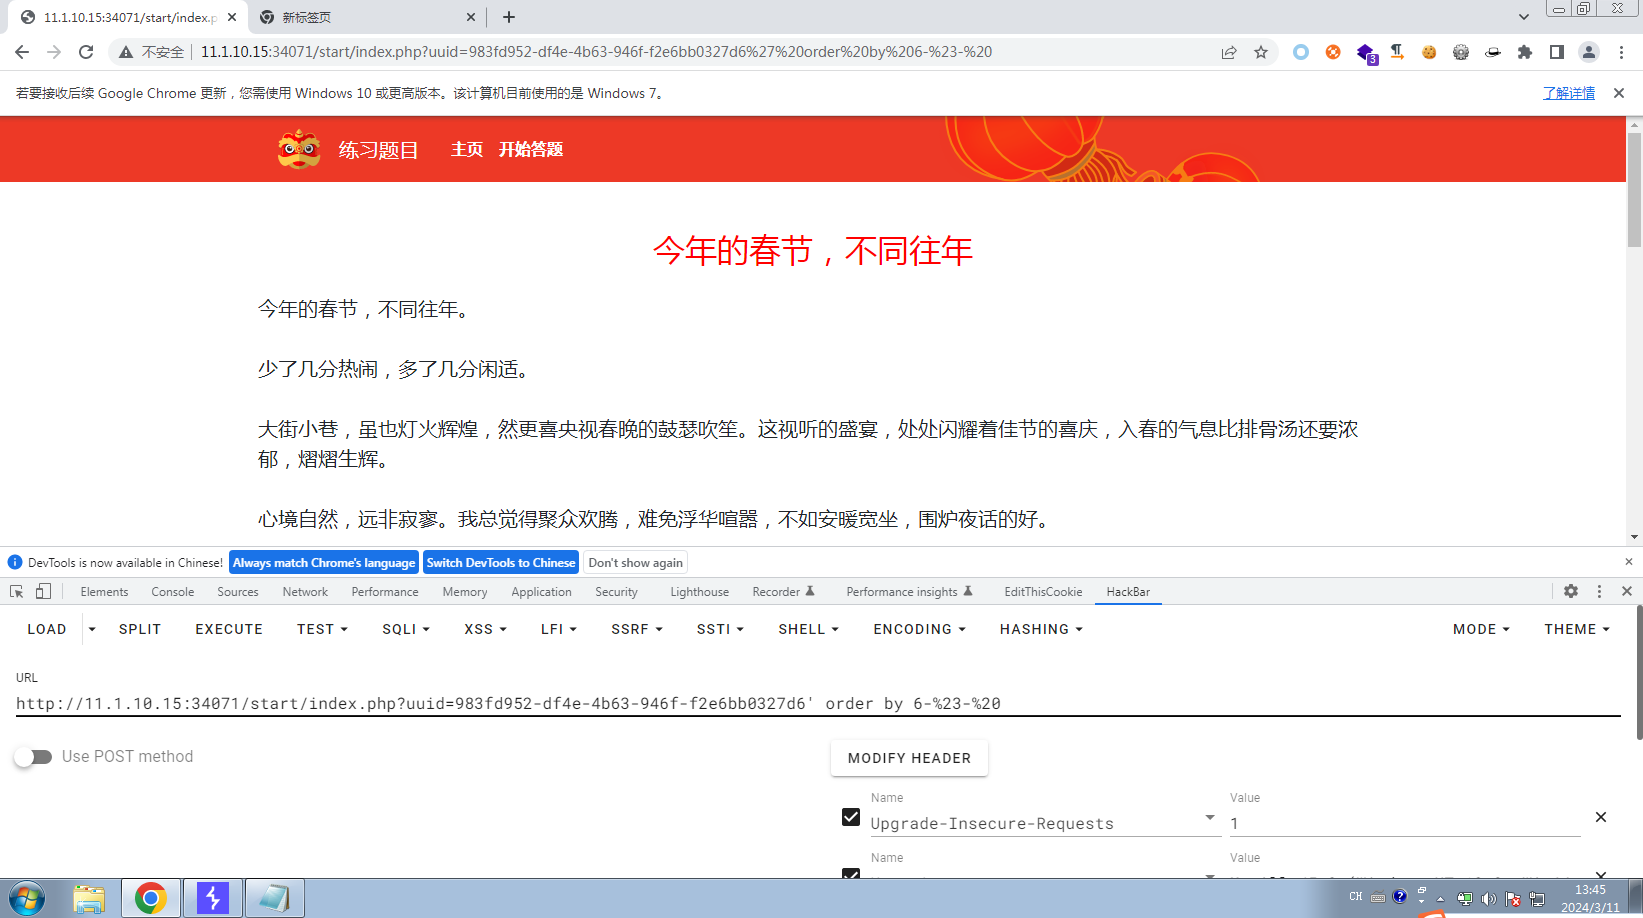 11.1.10.15:34071/start/index.p
新标签页
不安全
11.1.10.15:34071/start/index.php?uuid=983fd952-df4e-4b63-946f-f2e6bb0327d6%27%20order%20by%206-%23-%20
3
若要接收后续 Google Chrome 更新，您需使用 Windows 10 或更高版本。该计算机目前使用的是 Windows 7。
了解详情
练习题目 主页 开始答题
今年的春节，不同往年
今年的春节，不同往年。
少了几分热闹，多了几分闲适。
大街小巷，虽也灯火辉煌，然更喜央视春晚的鼓瑟吹笙。这视听的盛宴，处处闪耀着佳节的喜庆，入春的气息比排骨汤还要浓
郁，熠熠生辉。
心境自然，远非寂寥。我总觉得聚众欢腾，难免浮华喧嚣，不如安暖宽坐，围炉夜话的好。
DevTools is now available in Chinese! Always match Chrome's language Switch DevTools to Chinese Don't show again
Elements Console Sources Network Performance Memory Application Security Lighthouse Recorder Performance insights EditThisCookie HackBar
LOAD SPLIT EXECUTE TEST SQLI XSS LFI SSRF SSTI SHELL ENCODING HASHING MODE THEME
URL
http://11.1.10.15:34071/start/index.php?uuid=983fd952-df4e-4b63-946f-f2e6bb0327d6' order by 6-%23-%20
Use POST method
MODIFY HEADER
Name Value
Upgrade-Insecure-Requests 1
Name Value
CH
13:45
2024/3/11